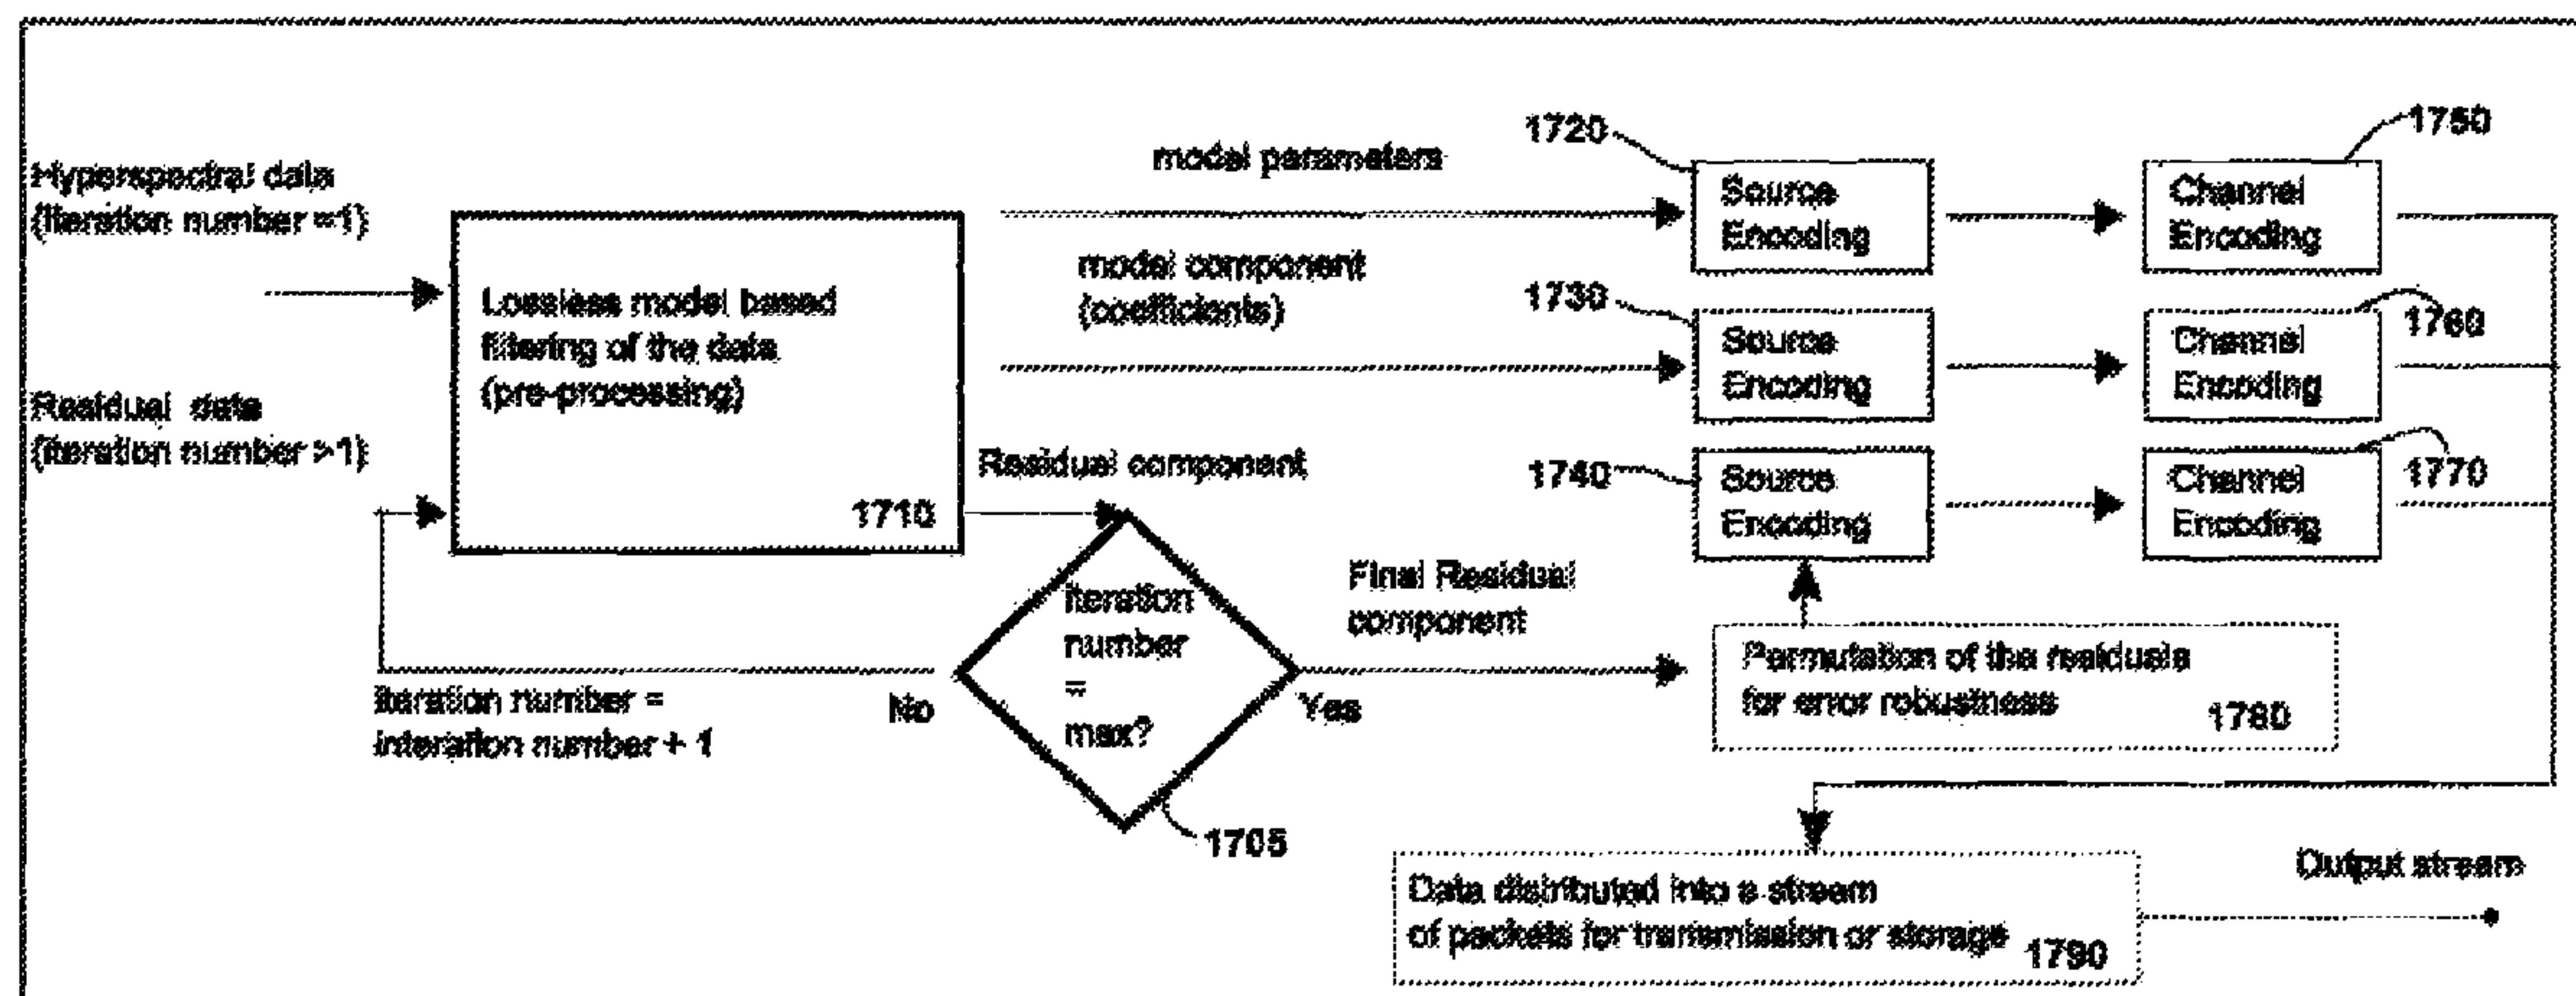 Hyperspectral data
(iteration number =1)
Residual data
(iteration number >1)
Lossless model based
filtering of the data
(pre-processing)
1710
model parameters
model component
(coefficients)
Residual component
iteration
number
=
max?
1705
No
Yes
iteration number =
interation number + 1
Final Residual
component
1720
Source
Encoding
1750
Channel
Encoding
1730
Source
Encoding
1760
Channel
Encoding
1740
Source
Encoding
1770
Channel
Encoding
Permutation of the residuals
for error robustness
1780
Data distributed into a stream
of packets for transmission or storage
1790
Output stream